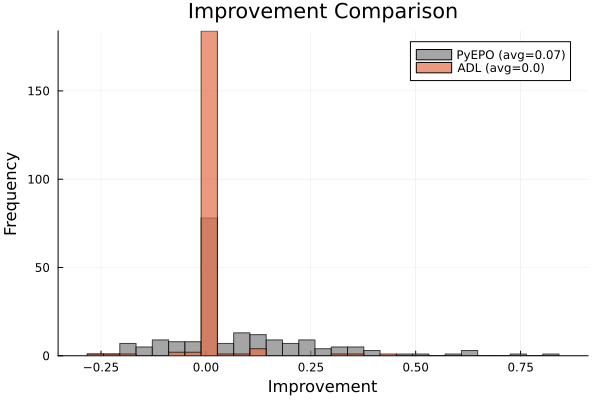 Improvement Comparison
PyEPO (avg=0.07)
ADL (avg=0.0)
150
100
50
0
Frequency
−0.25
0.00
0.25
0.50
0.75
Improvement